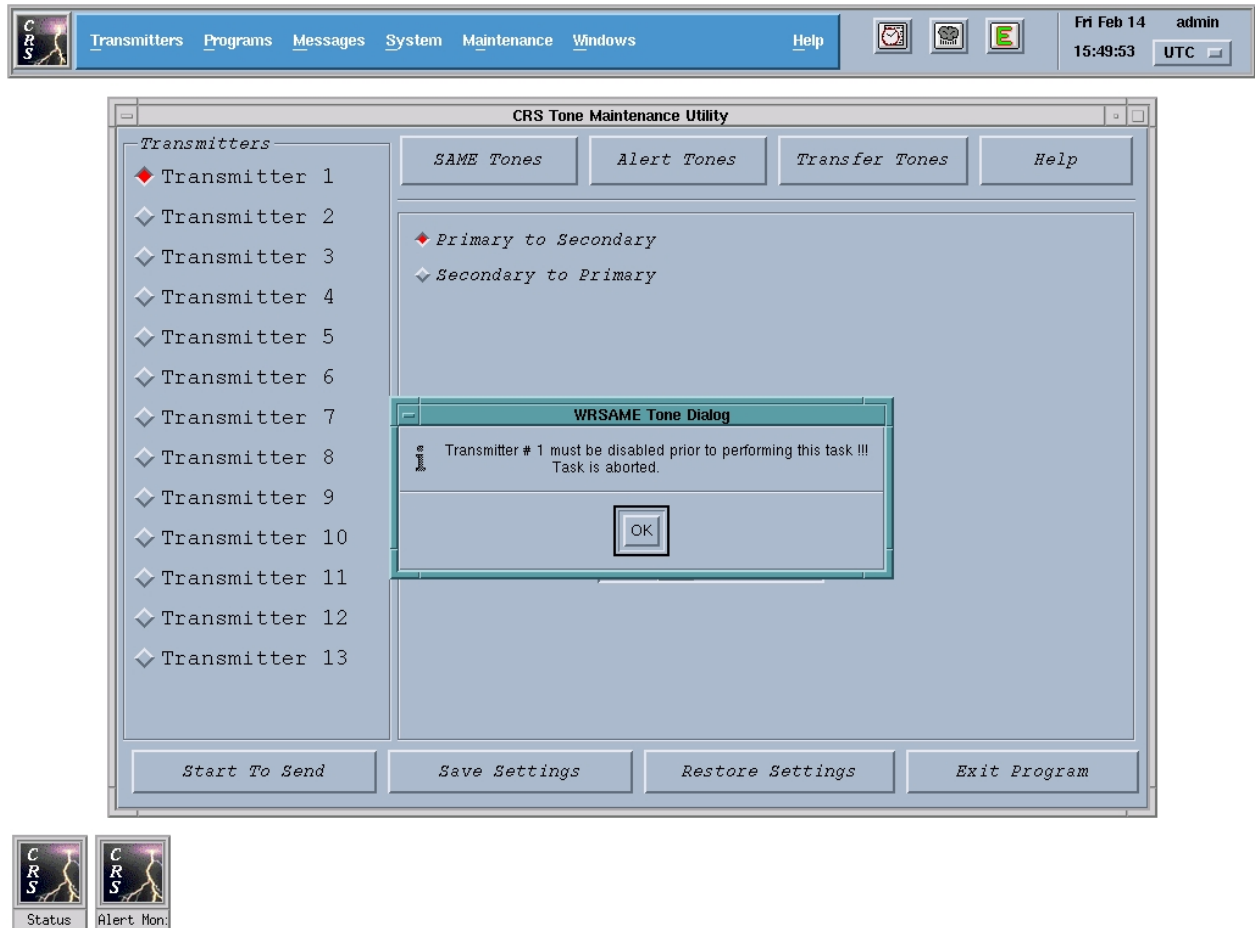 CRS
Transmitters Programs Messages System Maintenance Windows Help
E
Fri Feb 14 admin
15:49:53 UTC
CRS Tone Maintenance Utility
Transmitters
Transmitter 1
Transmitter 2
Transmitter 3
Transmitter 4
Transmitter 5
Transmitter 6
Transmitter 7
Transmitter 8
Transmitter 9
Transmitter 10
Transmitter 11
Transmitter 12
Transmitter 13
SAME Tones Alert Tones Transfer Tones Help
Primary to Secondary
Secondary to Primary
WRSAME Tone Dialog
Transmitter # 1 must be disabled prior to performing this task !!!
Task is aborted.
OK
Start To Send Save Settings Restore Settings Exit Program
CRS
Status
CRS
Alert Mon: